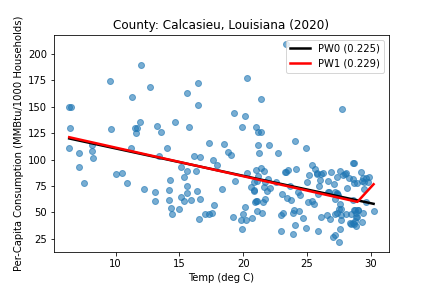 County: Calcasieu, Louisiana (2020)
PW0 (0.225)
PW1 (0.229)
Per-Capita Consumption (MMBtu/1000 Households)
200
175
150
125
100
75
50
25
10
15
20
25
30
Temp (deg C)